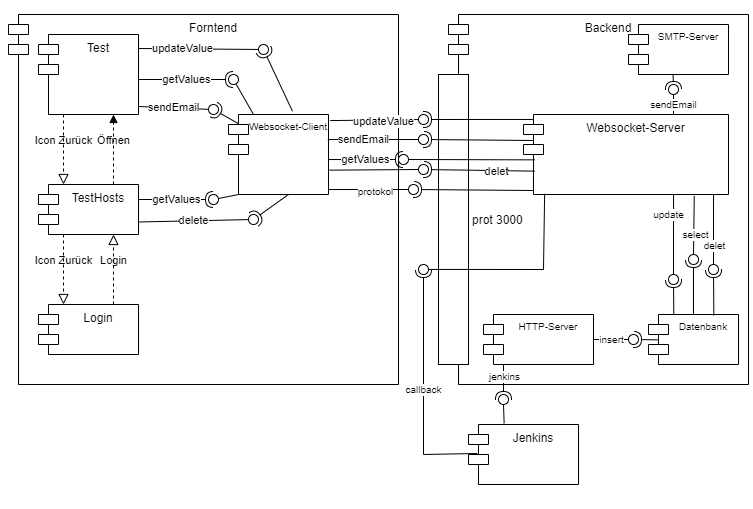 Forntend
Backend
Test
updateValue
SMTP-Server
getValues
sendEmail
sendEmail
Websocket-Client
updateValue
Websocket-Server
Icon Zurück
Öffnen
sendEmail
getValues
delet
TestHosts
getValues
protokol
delete
prot 3000
update
select
delet
Icon Zurück
Login
Login
HTTP-Server
insert
Datenbank
jenkins
callback
Jenkins